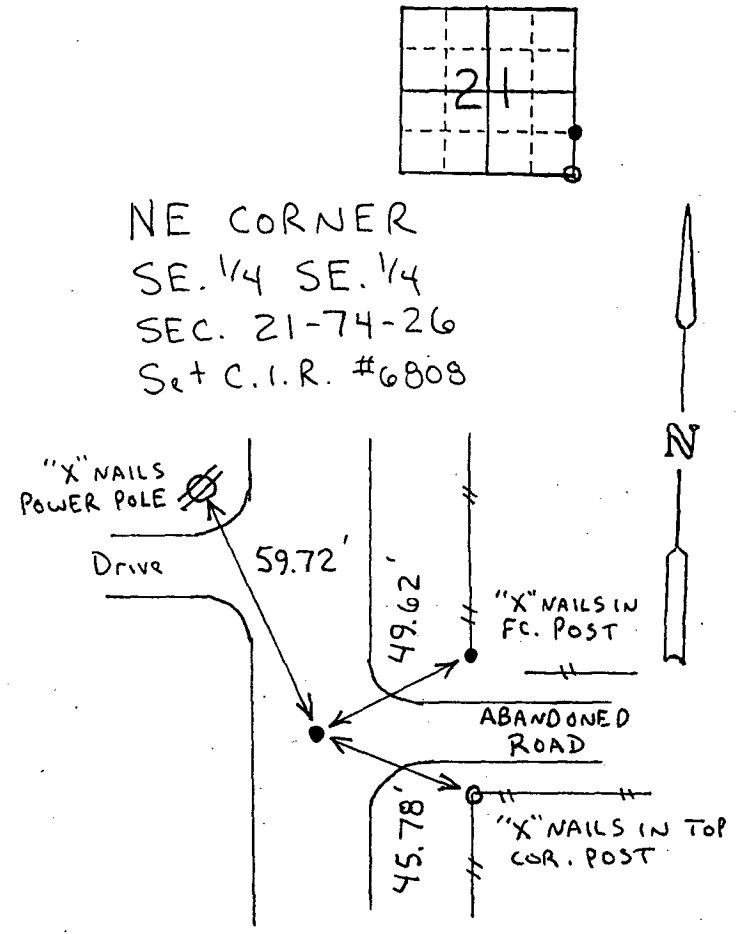 21
NE CORNER
SE. 1/4 SE. 1/4
SEC. 21-74-26
Set C.I.R. #6808
"X" NAILS
POWER POLE
Drive
59.72'
49.62'
N
"X" NAILS IN
FC. POST
ABANDONED
ROAD
45.78'
"X" NAILS IN TOP
COR. POST